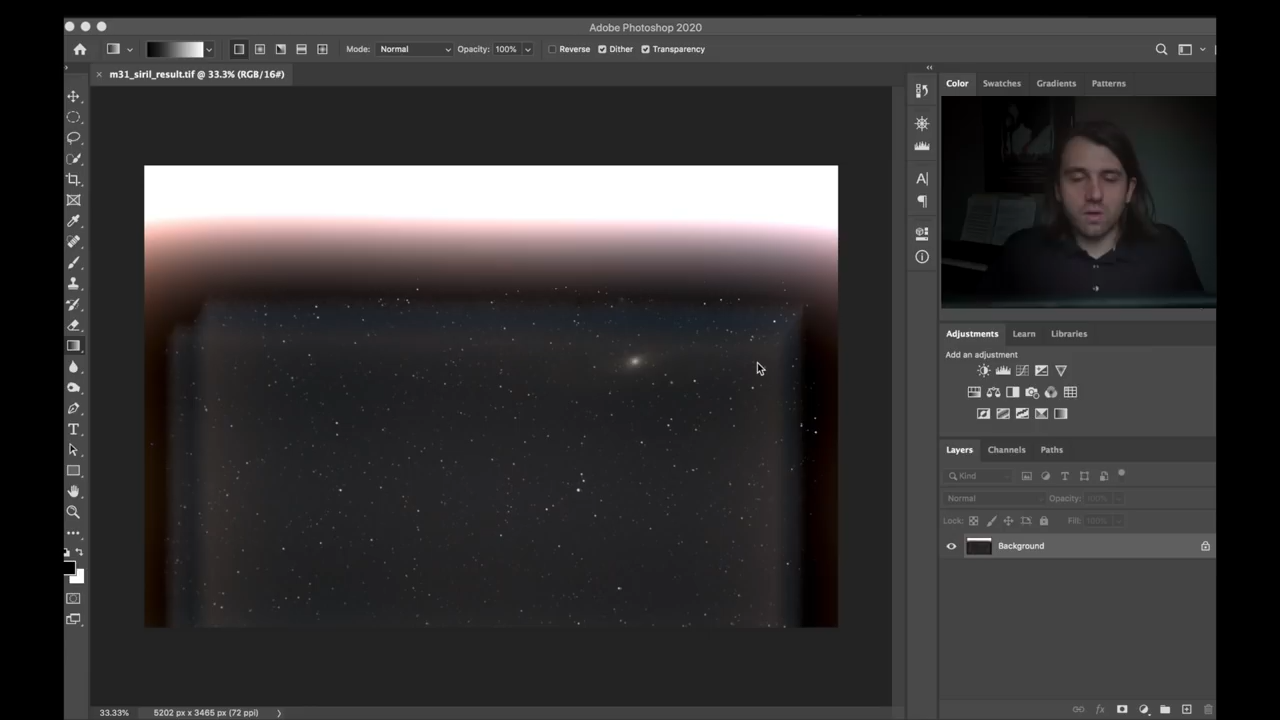 Adobe Photoshop 2020
Mode: Normal Opacity: 100% Reverse Dither Transparency
× m31_siril_result.tif @ 33.3% (RGB/16#)
Color Swatches Gradients Patterns
Adjustments Learn Libraries
Add an adjustment
Layers Channels Paths
Kind
Normal Opacity: 100%
Lock: Fill: 100%
Background
33.33% 5202 px x 3465 px (72 ppi)